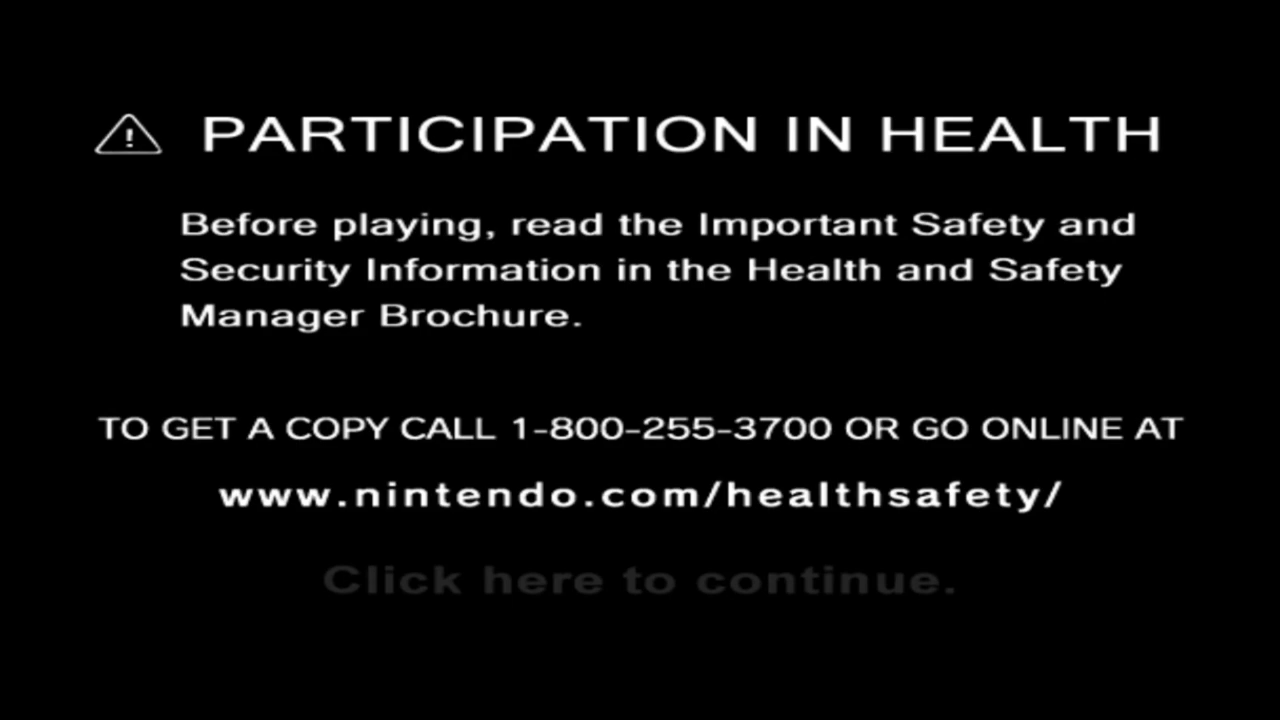 PARTICIPATION IN HEALTH
Before playing, read the Important Safety and
Security Information in the Health and Safety
Manager Brochure.
TO GET A COPY CALL 1-800-255-3700 OR GO ONLINE AT
www.nintendo.com/healthsafety/
Click here to continue.